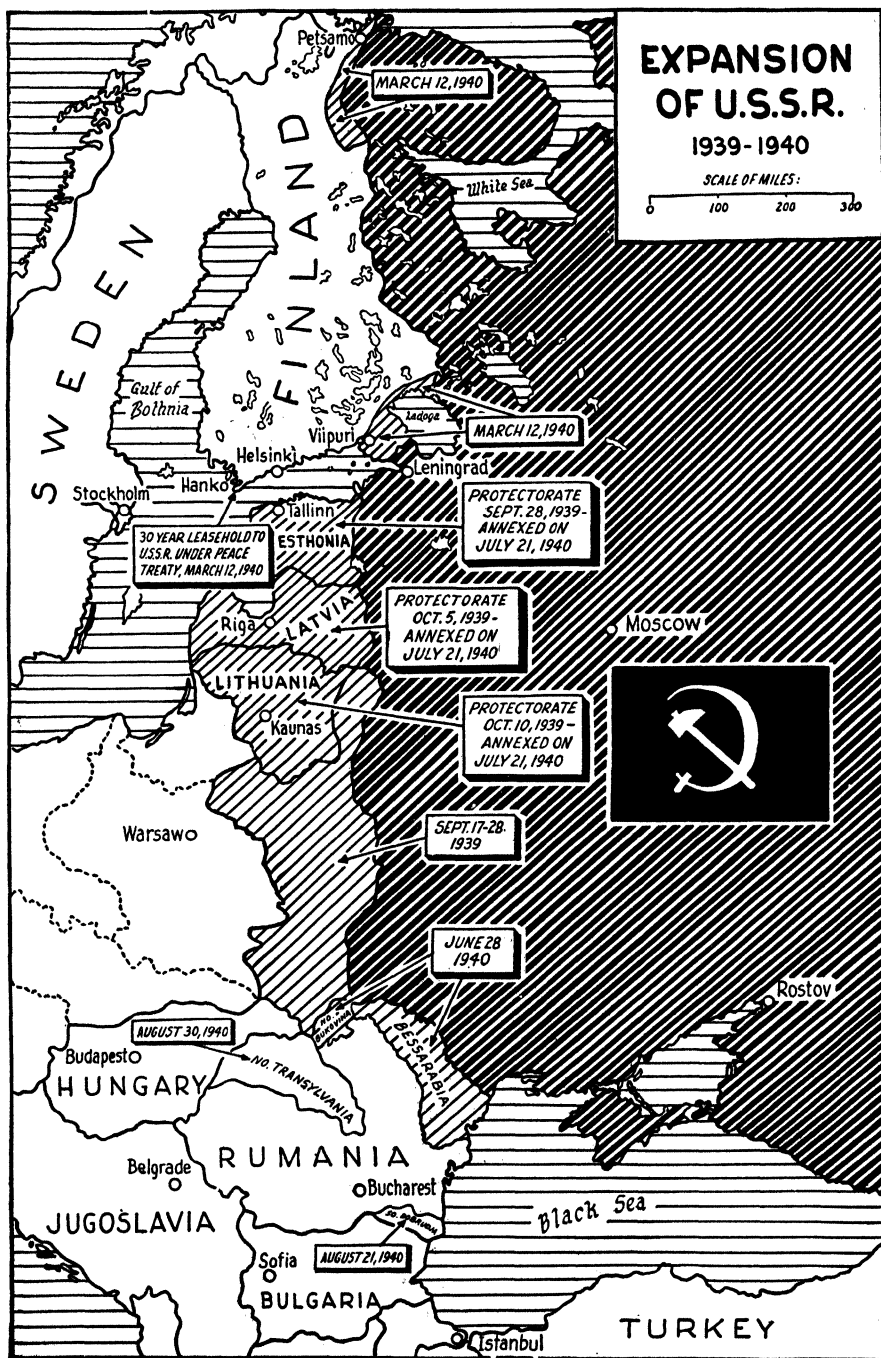 EXPANSION
OF U.S.S.R.
1939-1940
SCALE OF MILES:
0 100 200 300
Petsamo
MARCH 12, 1940
White Sea
SWEDEN
FINLAND
Gulf of
Bothnia
Ladoga
Viipuri
MARCH 12, 1940
Helsinki
Leningrad
Hanko
Stockholm
Tallinn
ESTHONIA
PROTECTORATE
SEPT. 28, 1939-
ANNEXED ON
JULY 21, 1940
30 YEAR LEASEHOLD TO
U.S.S.R. UNDER PEACE
TREATY, MARCH 12, 1940
Riga
LATVIA
PROTECTORATE
OCT. 5, 1939-
ANNEXED ON
JULY 21, 1940
Moscow
LITHUANIA
Kaunas
PROTECTORATE
OCT. 10, 1939-
ANNEXED ON
JULY 21, 1940
Warsaw
SEPT. 17-28.
1939
JUNE 28
1940
Rostov
NO.
BUKOVINA
BESSARABIA
AUGUST 30, 1940
Budapest
HUNGARY
NO. TRANSYLVANIA
RUMANIA
Belgrade
Bucharest
JUGOSLAVIA
Black Sea
SO. DOBRUDJA
AUGUST 21, 1940
Sofia
BULGARIA
Istanbul
TURKEY